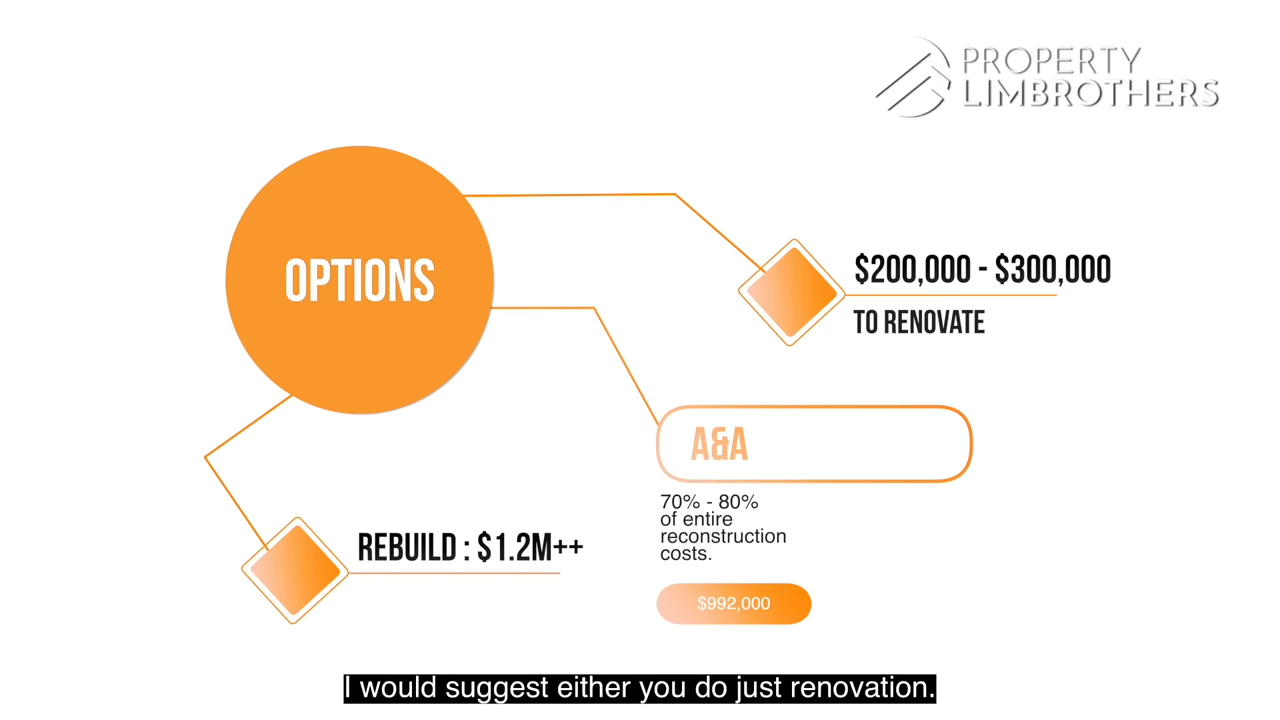 PROPERTY
LIMBROTHERS
OPTIONS
$200,000 - $300,000
TO RENOVATE
A&A
70% - 80%
of entire
reconstruction
costs.
$992,000
REBUILD : $1.2M++
I would suggest either you do just renovation.